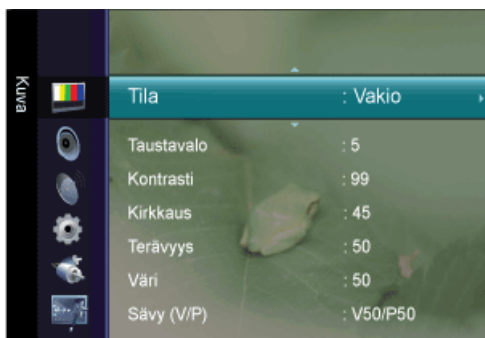 Kuva
Tila : Vakio
Taustavalo : 5
Kontrasti : 99
Kirkkaus : 45
Terävyys : 50
Väri : 50
Sävy (V/P) : V50/P50